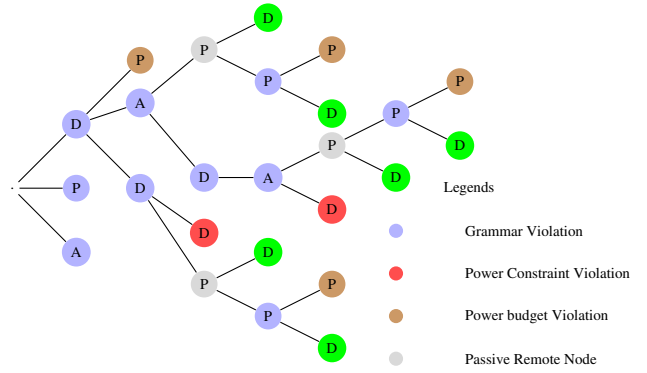 D
P
P
D
A
P
P
D
P
D
P
D
P
D
D
A
P
D
D
P
D
P
A
D
D
P
P
P
D
Legends
Grammar Violation
Power Constraint Violation
Power budget Violation
Passive Remote Node